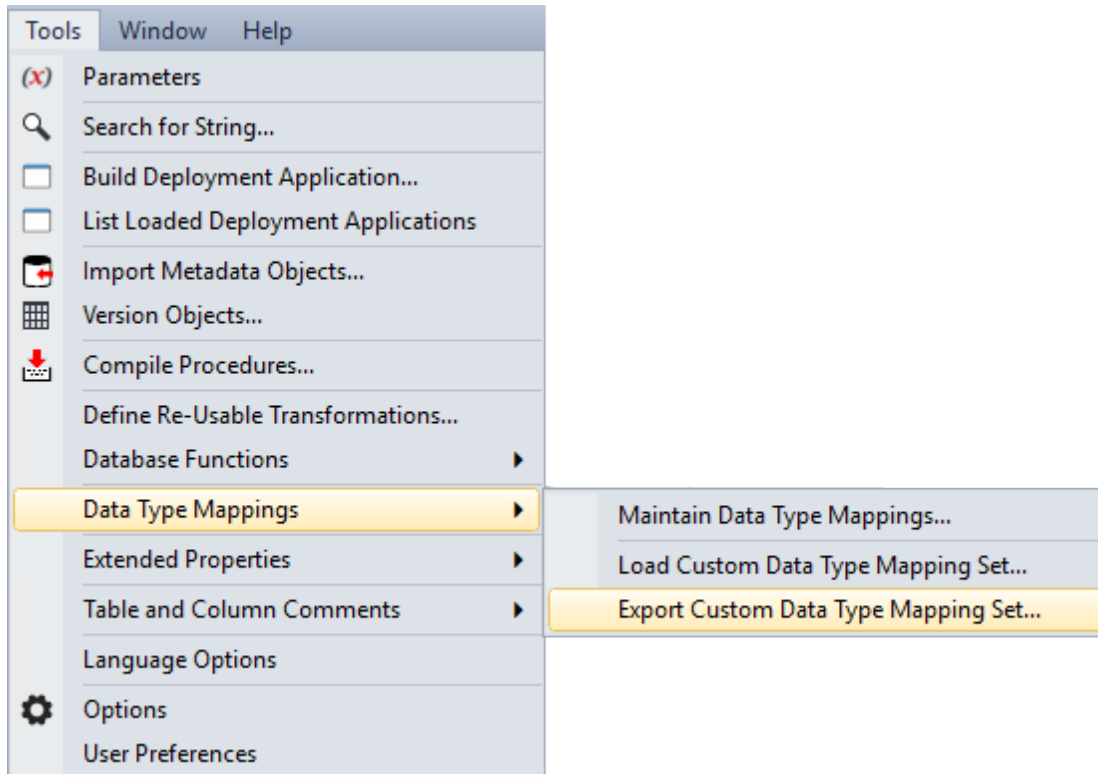 Tools Window Help
(x) Parameters
Search for String...
Build Deployment Application...
List Loaded Deployment Applications
Import Metadata Objects...
Version Objects...
Compile Procedures...
Define Re-Usable Transformations...
Database Functions
Data Type Mappings
Extended Properties
Table and Column Comments
Language Options
Options
User Preferences
Maintain Data Type Mappings...
Load Custom Data Type Mapping Set...
Export Custom Data Type Mapping Set...